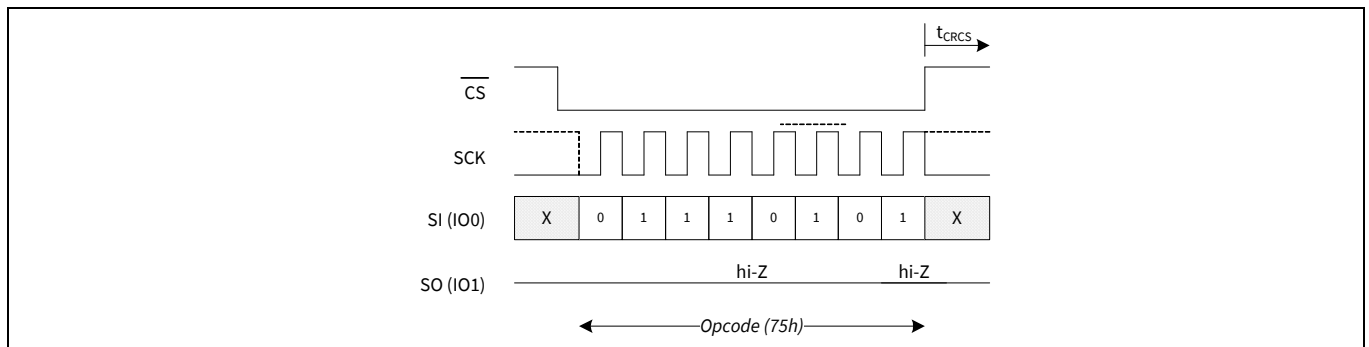 tCRCS
CS
SCK
SI (IO0) X 0 1 1 1 0 1 0 1 X
SO (IO1) hi-Z hi-Z
Opcode (75h)